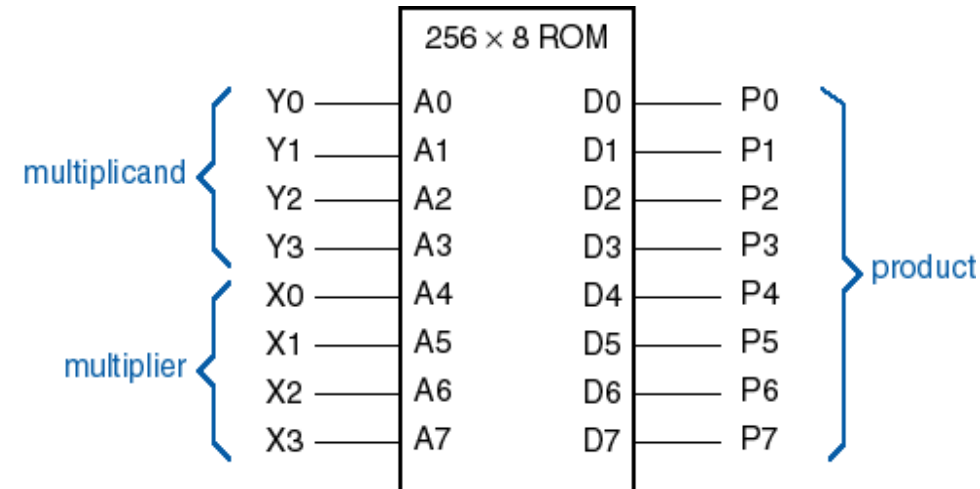 256 × 8 ROM
Y0 A0 D0 P0
Y1 A1 D1 P1
multiplicand
Y2 A2 D2 P2
Y3 A3 D3 P3
product
X0 A4 D4 P4
X1 A5 D5 P5
multiplier
X2 A6 D6 P6
X3 A7 D7 P7